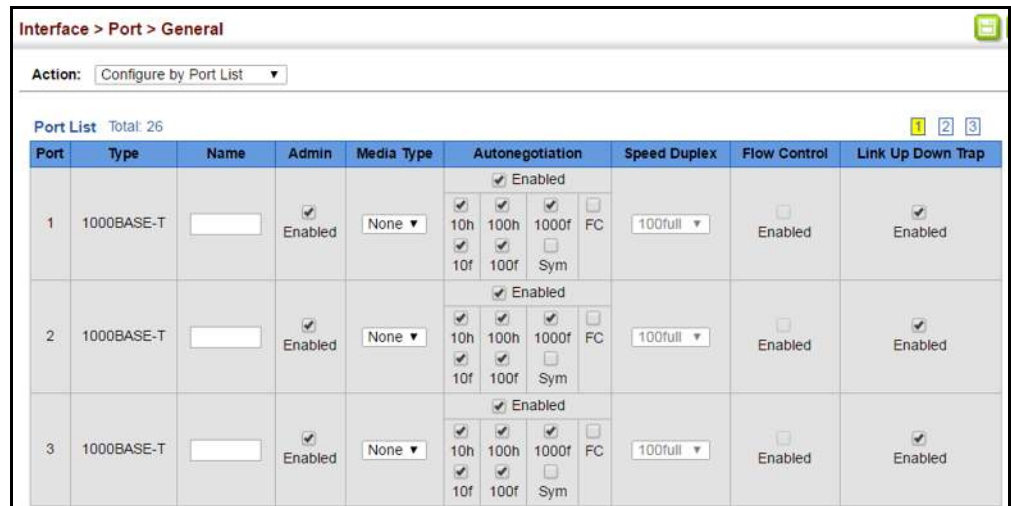 Interface > Port > General
Action: Configure by Port List
Port List Total: 26 1 2 3
Port Type Name Admin Media Type Autonegotiation Speed Duplex Flow Control Link Up Down Trap
Enabled
1 1000BASE-T Enabled None 10h 100h 1000f FC 100full Enabled Enabled
10f 100f Sym
Enabled
2 1000BASE-T Enabled None 10h 100h 1000f FC 100full Enabled Enabled
10f 100f Sym
Enabled
3 1000BASE-T Enabled None 10h 100h 1000f FC 100full Enabled Enabled
10f 100f Sym